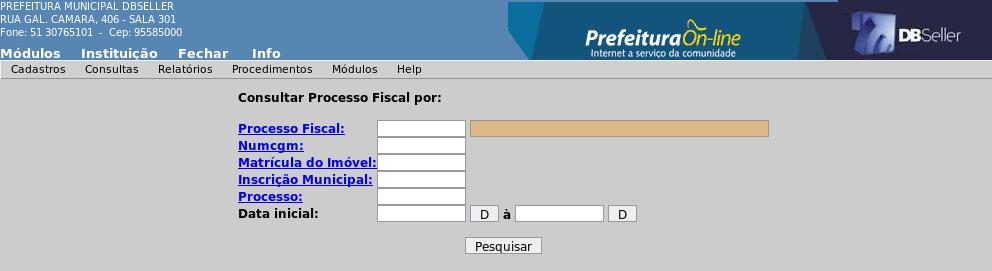 PREFEITURA MUNICIPAL DBSELLER
RUA GAL. CAMARA, 406 - SALA 301
Fone: 51 30765101 - Cep: 95585000
Módulos Instituição Fechar Info
Prefeitura On-line
Internet a serviço da comunidade
DBSeller
Cadastros Consultas Relatórios Procedimentos Módulos Help
Consultar Processo Fiscal por:
Processo Fiscal:
Numcgm:
Matrícula do Imóvel:
Inscrição Municipal:
Processo:
Data inicial: D à D
Pesquisar